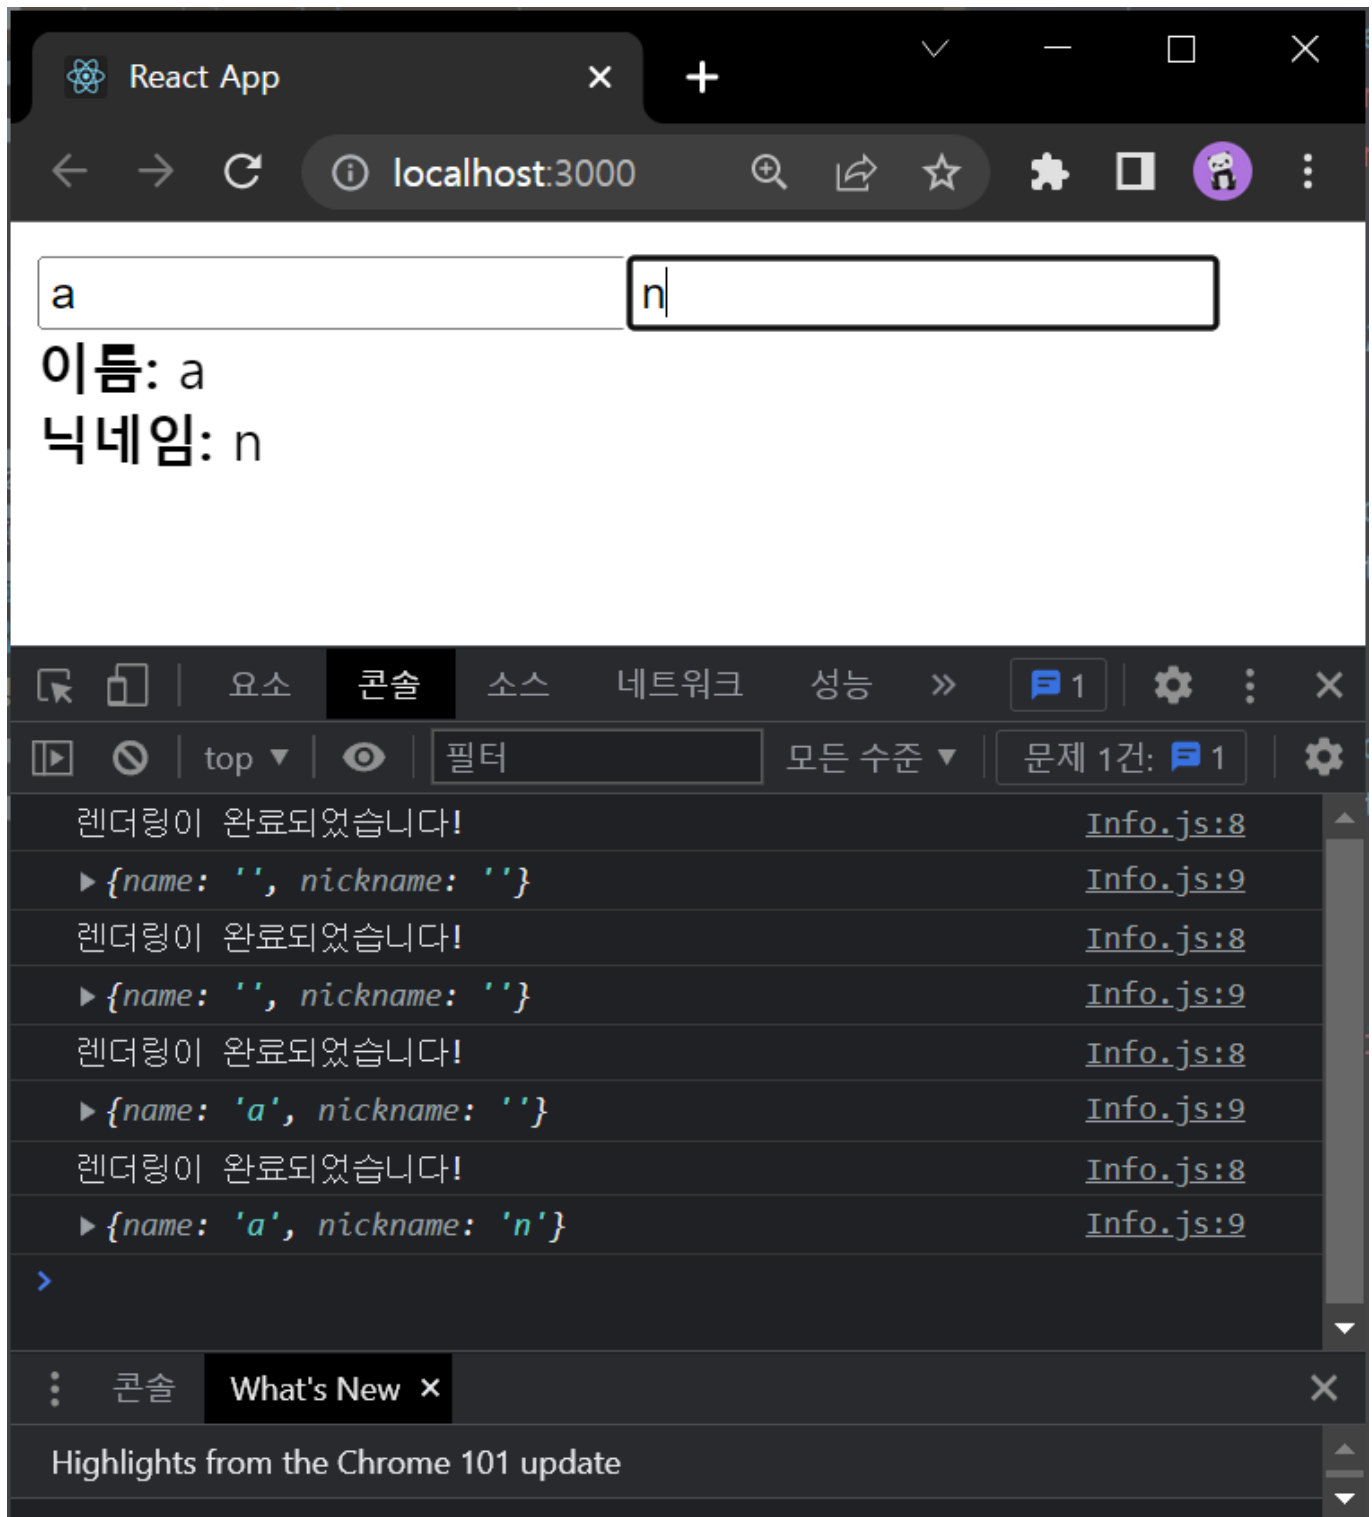 React App
localhost:3000
a n
이름: a
닉네임: n
요소 콘솔 소스 네트워크 성능 » 1
top ▼ 필터 모든 수준 ▼ 문제 1건: 1
렌더링이 완료되었습니다! Info.js:8
▶{name: '', nickname: ''} Info.js:9
렌더링이 완료되었습니다! Info.js:8
▶{name: '', nickname: ''} Info.js:9
렌더링이 완료되었습니다! Info.js:8
▶{name: 'a', nickname: ''} Info.js:9
렌더링이 완료되었습니다! Info.js:8
▶{name: 'a', nickname: 'n'} Info.js:9
>
콘솔 What's New ×
Highlights from the Chrome 101 update